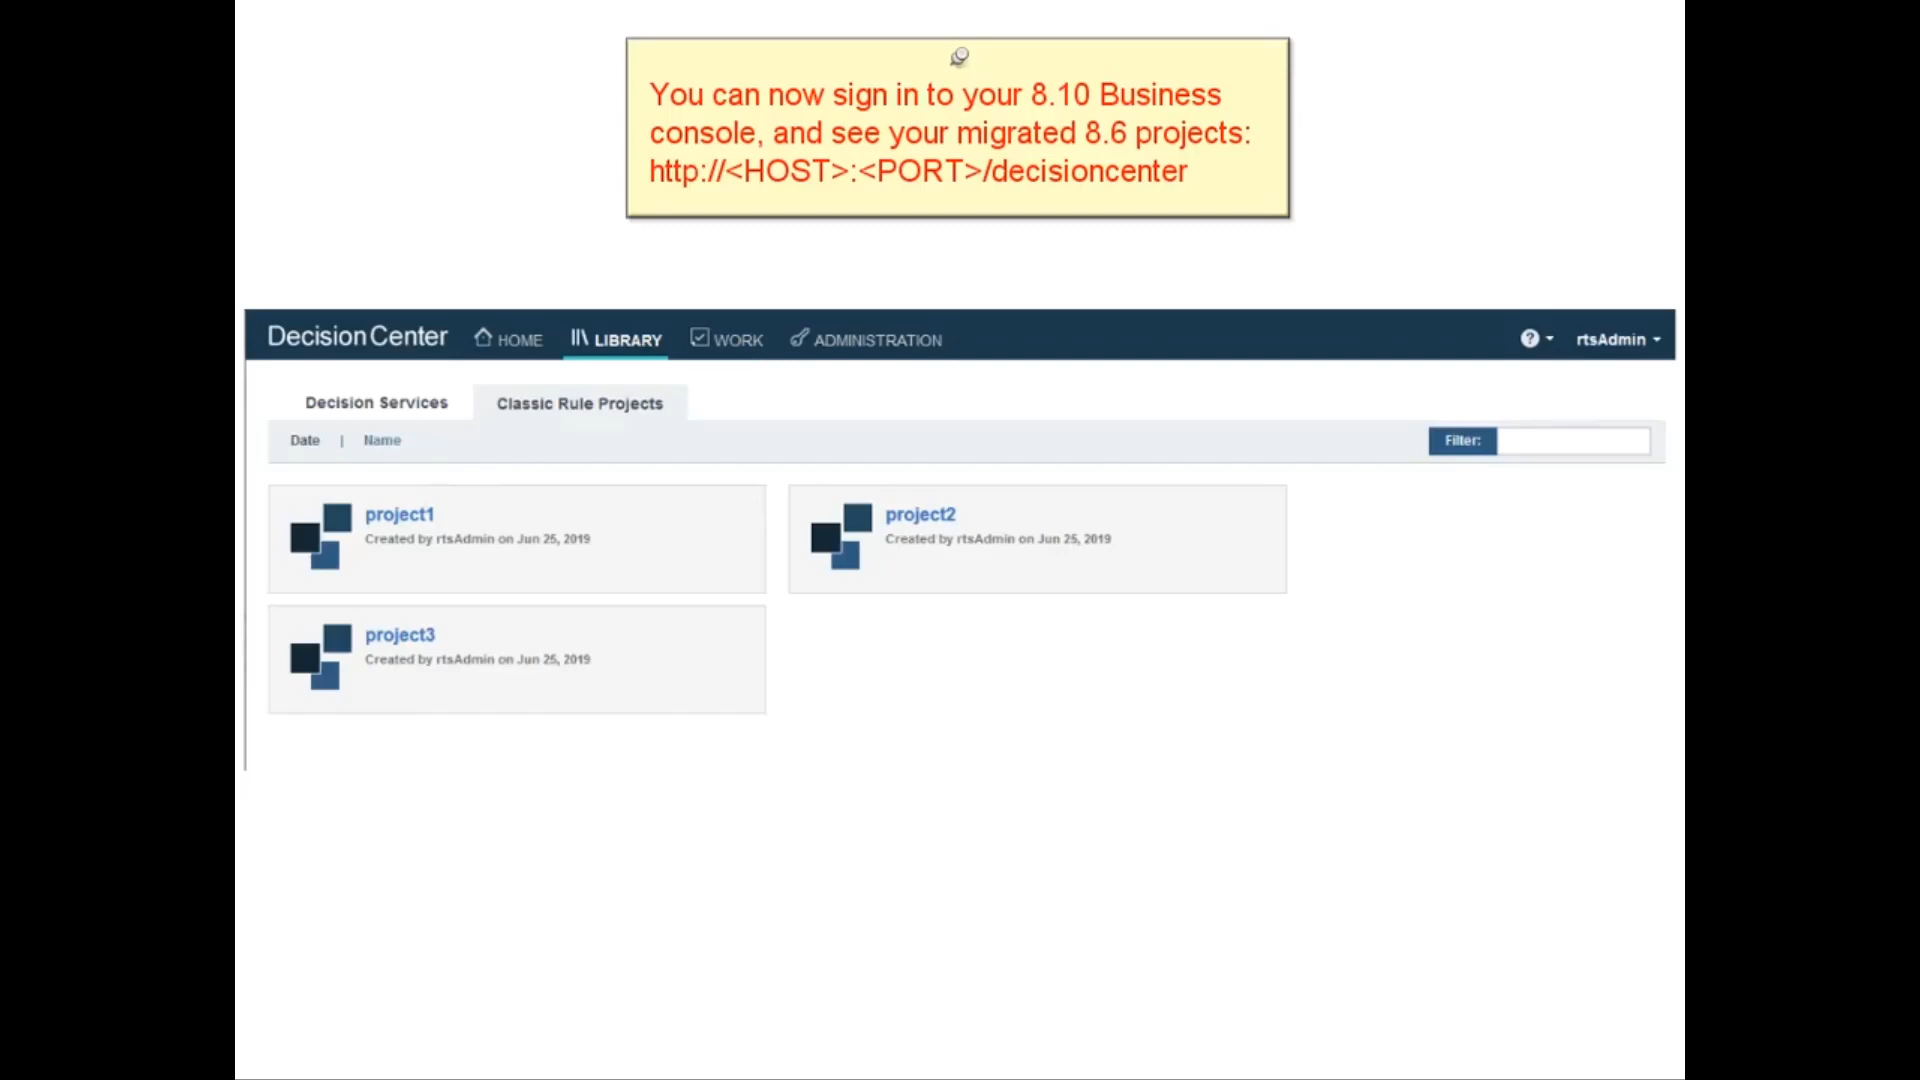 You can now sign in to your 8.10 Business
console, and see your migrated 8.6 projects:
http://<HOST>:<PORT>/decisioncenter
Decision Center HOME LIBRARY WORK ADMINISTRATION ? rtsAdmin
Decision Services Classic Rule Projects
Date | Name Filter:
project1
Created by rtsAdmin on Jun 25, 2019
project2
Created by rtsAdmin on Jun 25, 2019
project3
Created by rtsAdmin on Jun 25, 2019